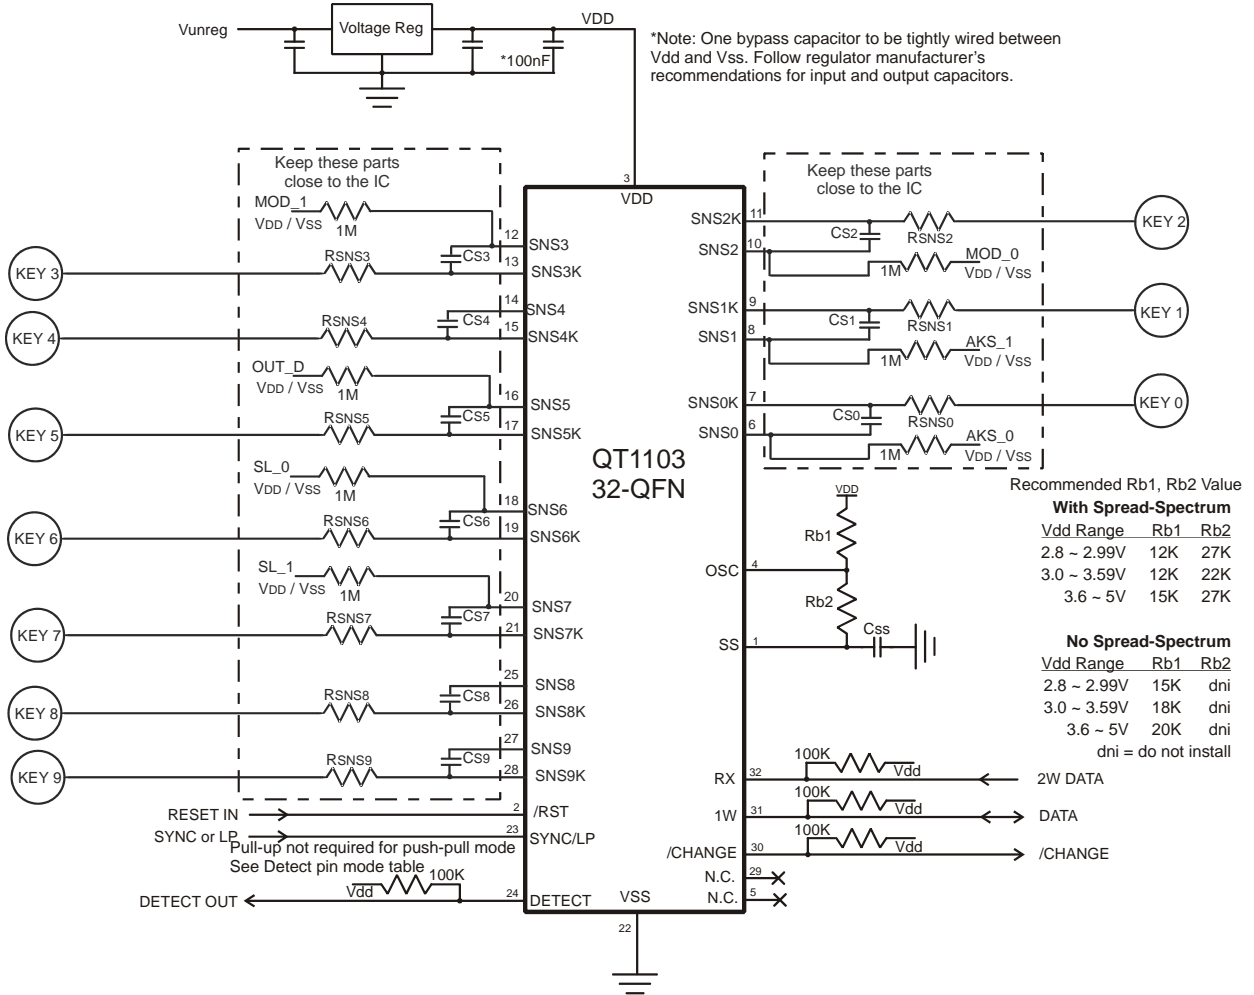 Vunreg
Voltage Reg
VDD
*100nF
*Note: One bypass capacitor to be tightly wired between
Vdd and Vss. Follow regulator manufacturer's
recommendations for input and output capacitors.
Keep these parts
close to the IC
MOD_1
VDD / VSS
1M
KEY 3
RSNS3
CS3
12
SNS3
13
SNS3K
KEY 4
RSNS4
CS4
14
SNS4
15
SNS4K
OUT_D
VDD / VSS
1M
KEY 5
RSNS5
CS5
16
SNS5
17
SNS5K
SL_0
VDD / VSS
1M
KEY 6
RSNS6
CS6
18
SNS6
19
SNS6K
SL_1
VDD / VSS
1M
KEY 7
RSNS7
CS7
20
SNS7
21
SNS7K
KEY 8
RSNS8
CS8
25
SNS8
26
SNS8K
KEY 9
RSNS9
CS9
27
SNS9
28
SNS9K
RESET IN
2
/RST
SYNC or LP
23
SYNC/LP
Pull-up not required for push-pull mode
See Detect pin mode table
Vdd
100K
DETECT OUT
24
DETECT
3
VDD
QT1103
32-QFN
VSS
22
Keep these parts
close to the IC
SNS2K
11
CS2
RSNS2
KEY 2
SNS2
10
1M
MOD_0
VDD / VSS
SNS1K
9
CS1
RSNS1
KEY 1
SNS1
8
1M
AKS_1
VDD / VSS
SNS0K
7
CS0
RSNS0
KEY 0
SNS0
6
1M
AKS_0
VDD / VSS
VDD
Rb1
OSC
4
Rb2
SS
1
Css
Recommended Rb1, Rb2 Value
With Spread-Spectrum
Vdd Range Rb1 Rb2
2.8 ~ 2.99V 12K 27K
3.0 ~ 3.59V 12K 22K
3.6 ~ 5V 15K 27K
No Spread-Spectrum
Vdd Range Rb1 Rb2
2.8 ~ 2.99V 15K dni
3.0 ~ 3.59V 18K dni
3.6 ~ 5V 20K dni
dni = do not install
RX
32
100K
Vdd
2W DATA
1W
31
100K
Vdd
DATA
/CHANGE
30
100K
Vdd
/CHANGE
N.C.
29
N.C.
5